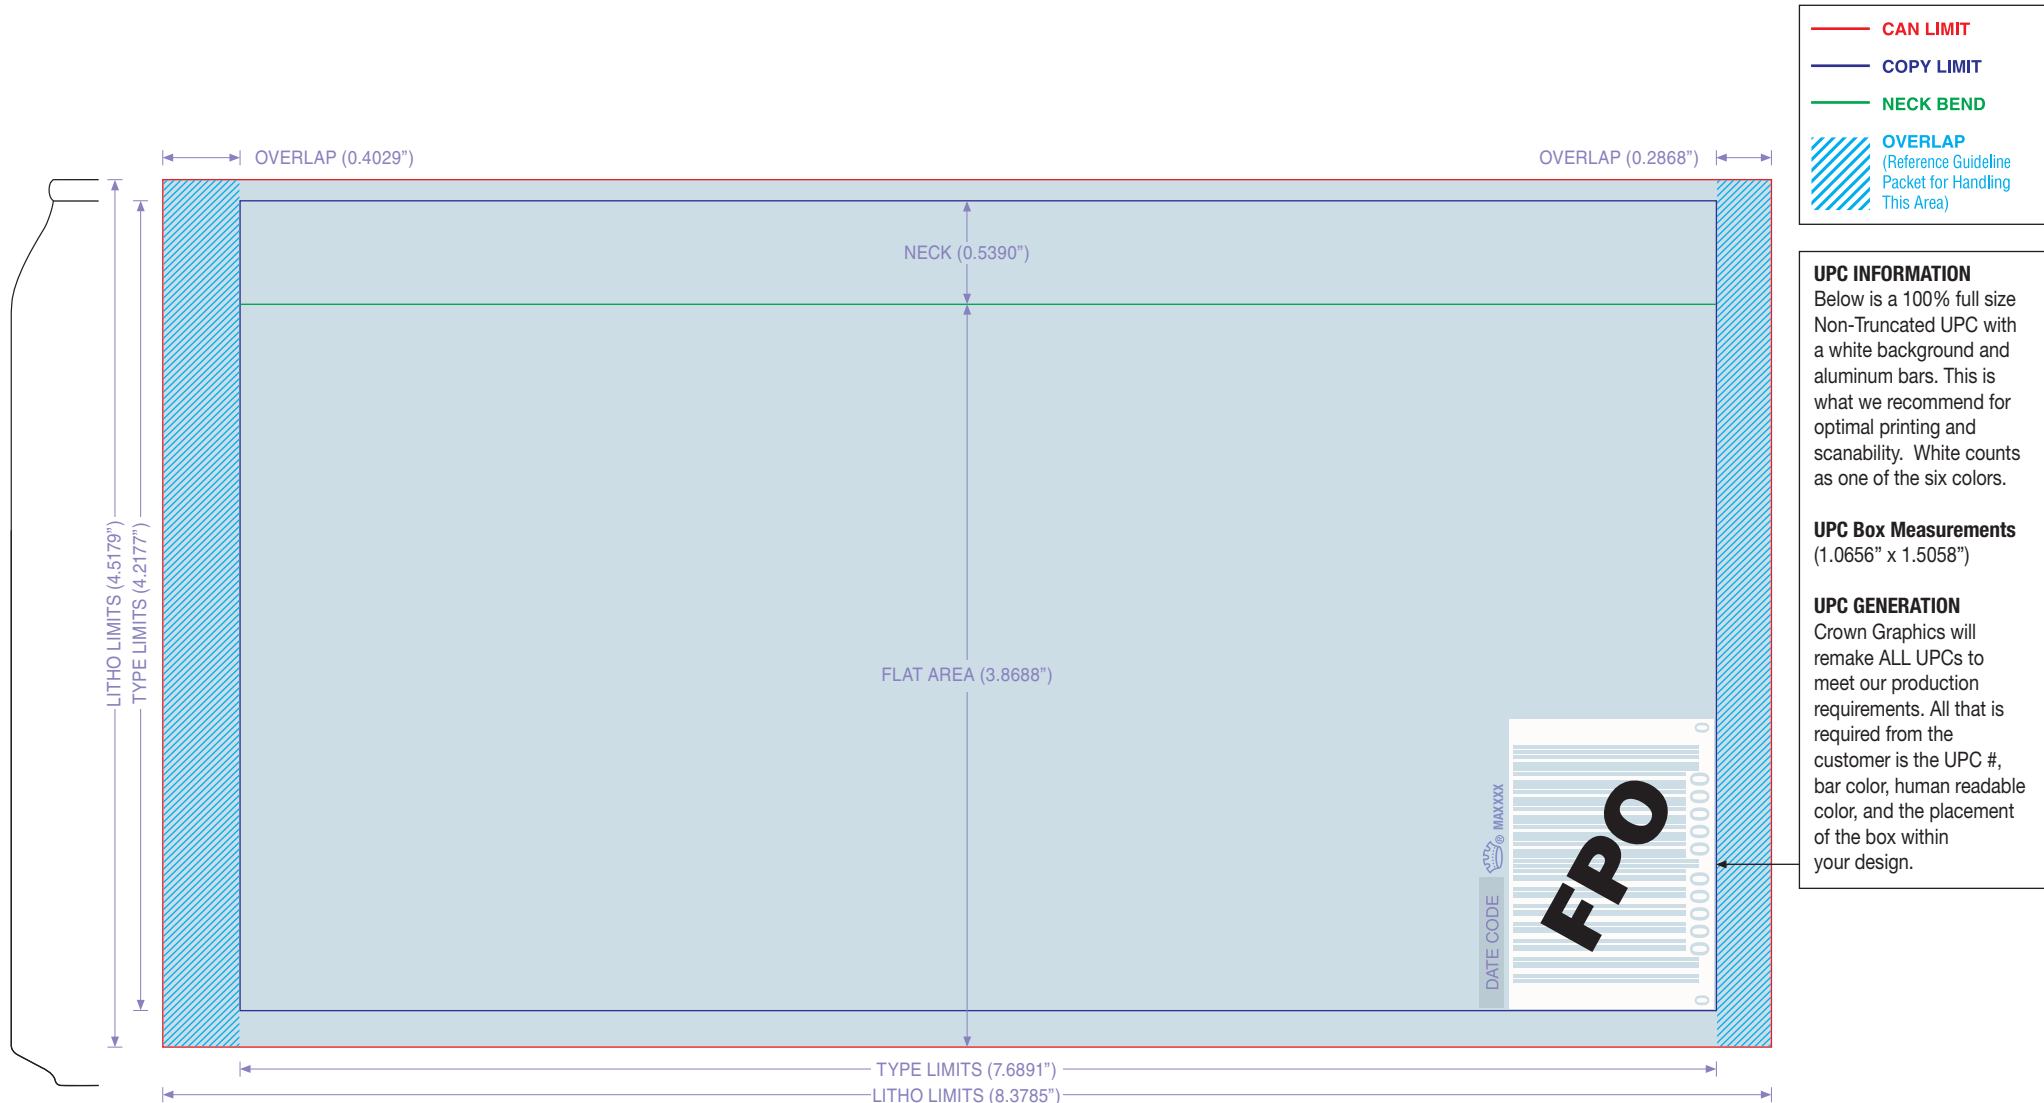 CAN LIMIT
COPY LIMIT
NECK BEND
OVERLAP
(Reference Guideline
Packet for Handling
This Area)
OVERLAP (0.4029”)
OVERLAP (0.2868”)
NECK (0.5390”)
FLAT AREA (3.8688”)
LITHO LIMITS (4.5179”)
TYPE LIMITS (4.2177”)
UPC INFORMATION
Below is a 100% full size
Non-Truncated UPC with
a white background and
aluminum bars. This is
what we recommend for
optimal printing and
scanability.  White counts
as one of the six colors.
UPC Box Measurements
(1.0656” x 1.5058”)
UPC GENERATION
Crown Graphics will
remake ALL UPCs to
meet our production
requirements. All that is
required from the
customer is the UPC #,
bar color, human readable
color, and the placement
of the box within
your design.
DATE CODE
® MAXXXX
FPO
0 00000 00000 0
TYPE LIMITS (7.6891”)
LITHO LIMITS (8.3785”)